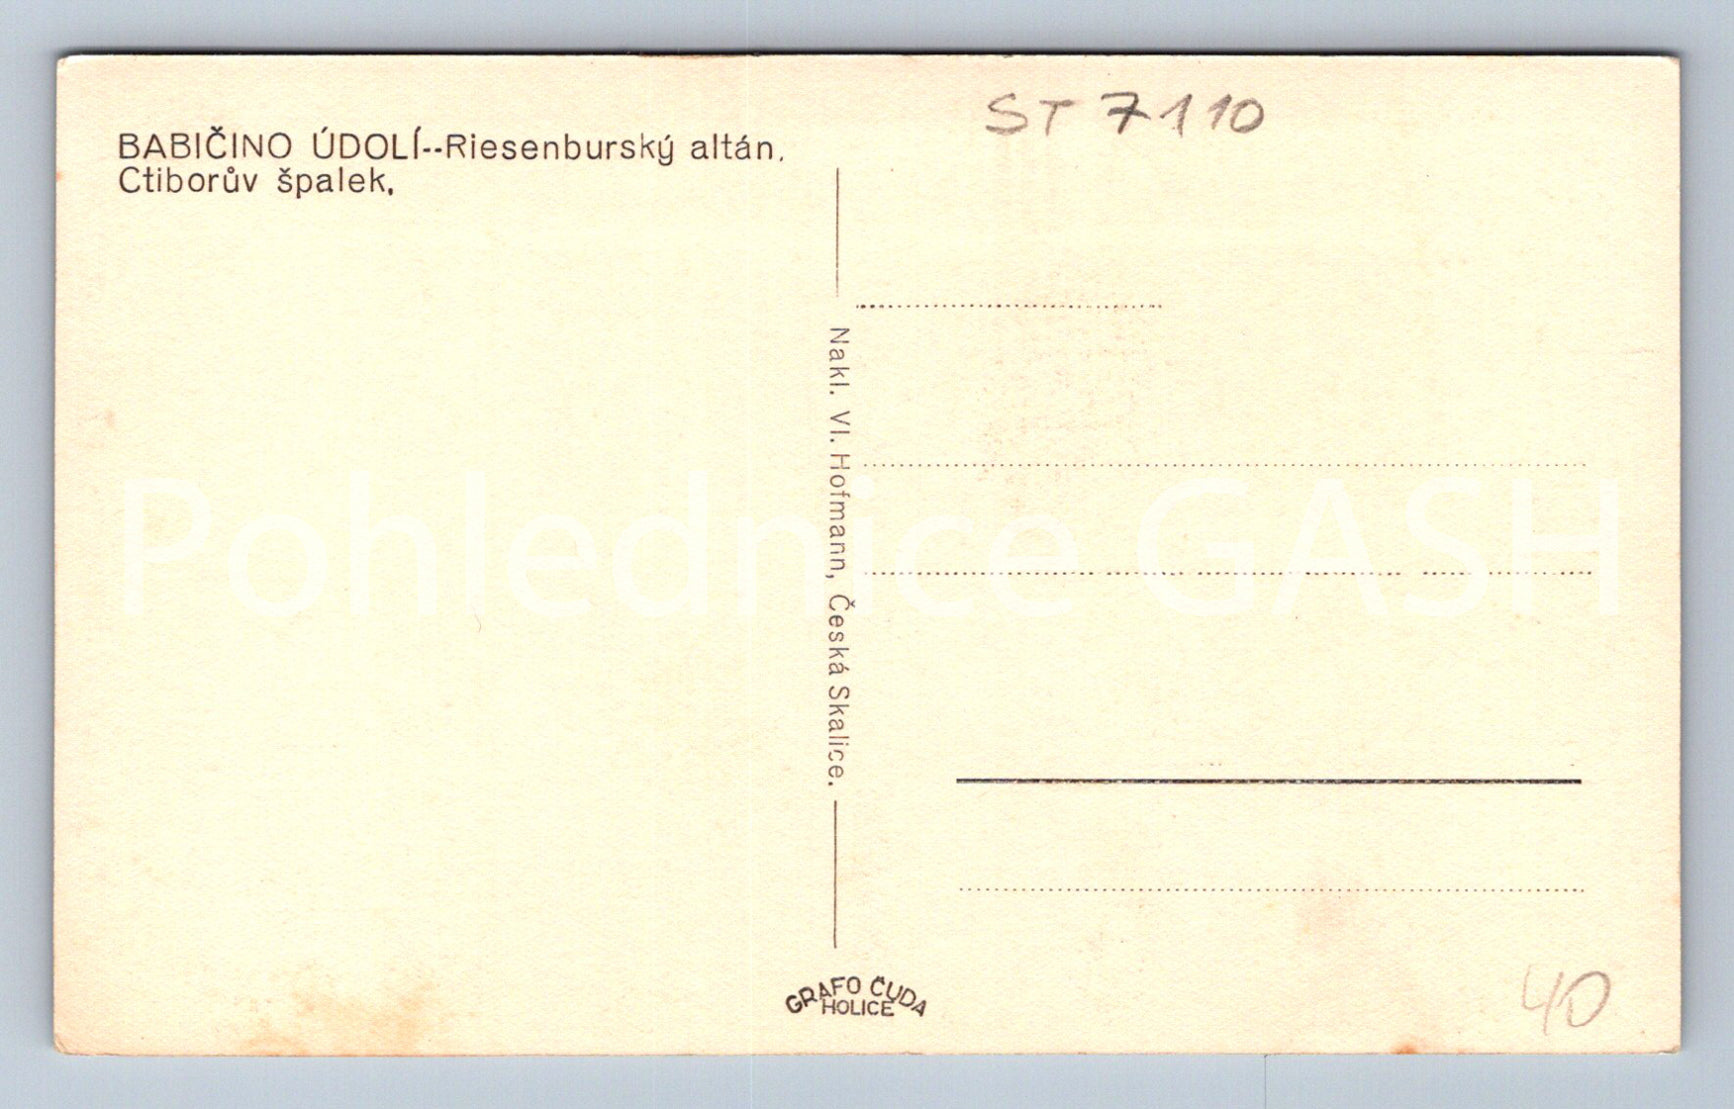 BABIČINO ÚDOLÍ--Riesenburský altán.
Ctiborův špalek,
ST 7110
Nakl. Vl. Hofmann, Česká Skalice.
Pohlednice GASH
GRAFO ČUDA
HOLICE
40